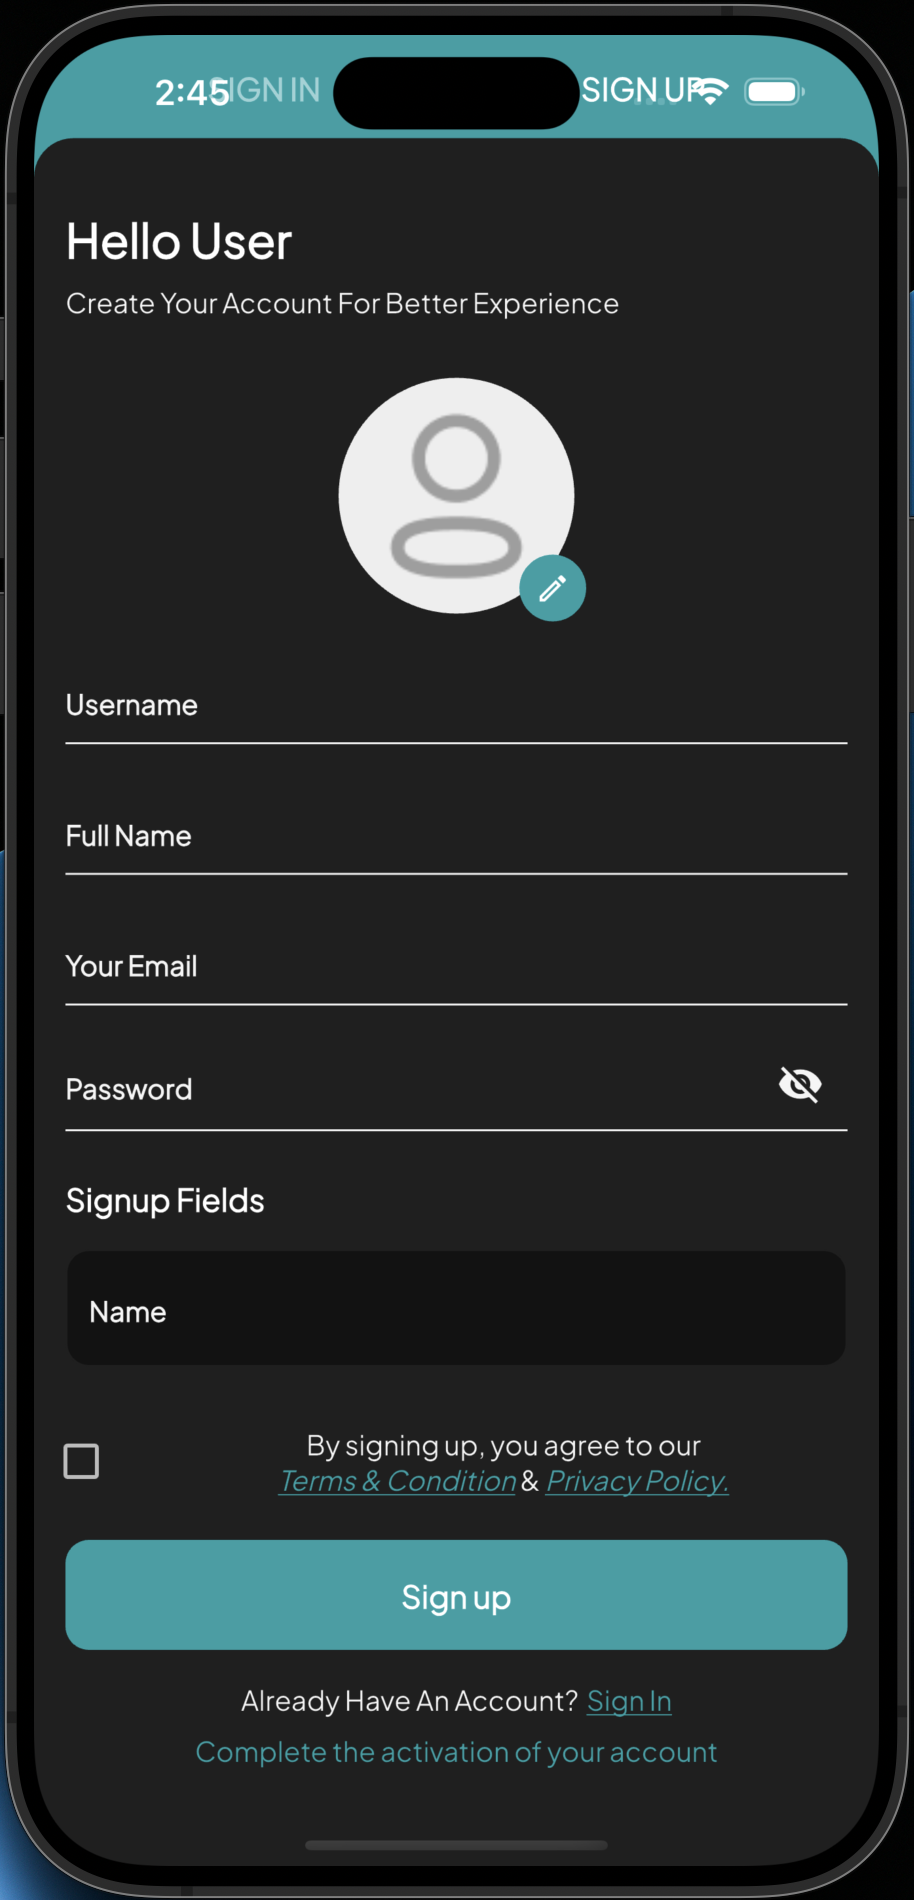 2:45 SIGN IN SIGN UP
Hello User
Create Your Account For Better Experience
Username
Full Name
Your Email
Password
Signup Fields
Name
By signing up, you agree to our
Terms & Condition & Privacy Policy.
Sign up
Already Have An Account? Sign In
Complete the activation of your account